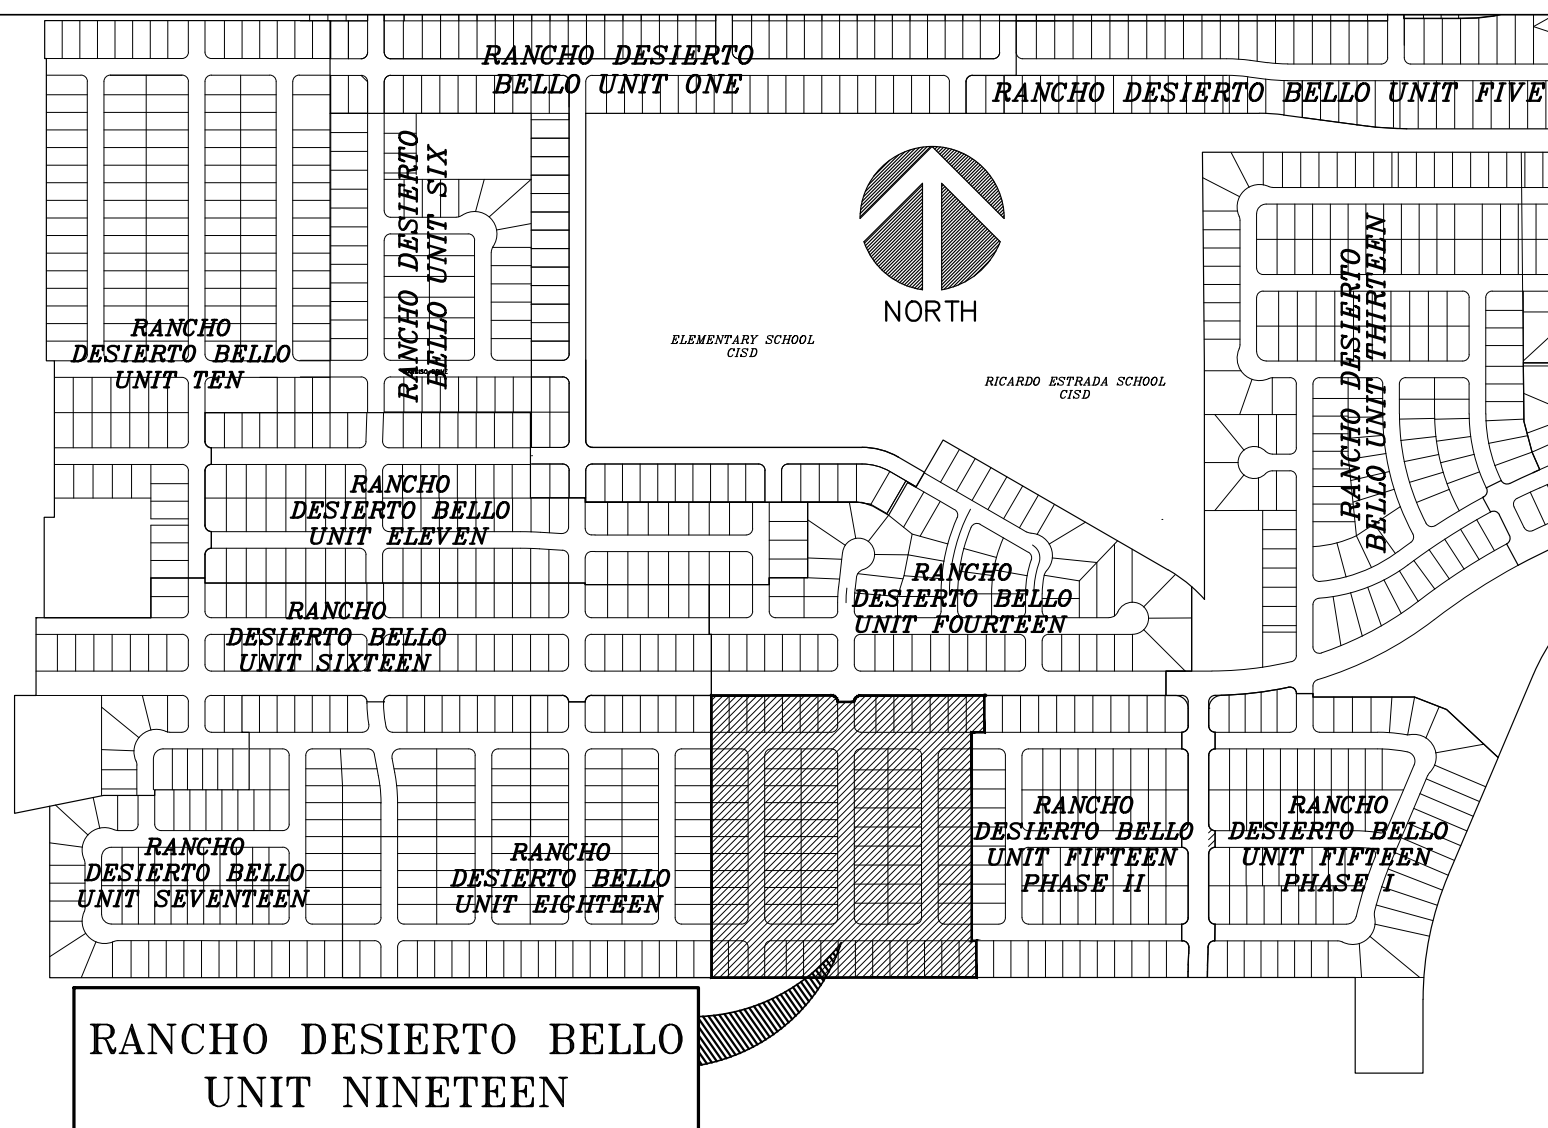 RANCHO DESIERTO
BELLO UNIT ONE
RANCHO DESIERTO BELLO UNIT FIVE
RANCHO DESIERTO
BELLO UNIT SIX
NORTH
RANCHO DESIERTO
BELLO UNIT THIRTEEN
RANCHO
DESIERTO BELLO
UNIT TEN
ELEMENTARY SCHOOL
CISD
RICARDO ESTRADA SCHOOL
CISD
RANCHO
DESIERTO BELLO
UNIT ELEVEN
RANCHO
DESIERTO BELLO
UNIT FOURTEEN
RANCHO
DESIERTO BELLO
UNIT SIXTEEN
RANCHO
DESIERTO BELLO
UNIT SEVENTEEN
RANCHO
DESIERTO BELLO
UNIT EIGHTEEN
RANCHO
DESIERTO BELLO
UNIT FIFTEEN
PHASE II
RANCHO
DESIERTO BELLO
UNIT FIFTEEN
PHASE I
RANCHO DESIERTO BELLO
UNIT NINETEEN